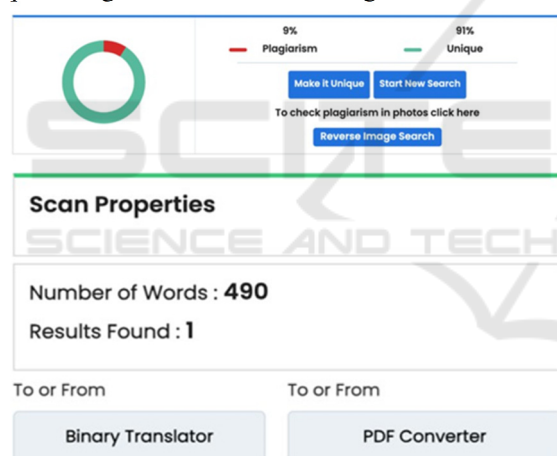 9% 91%
Plagiarism Unique
Make it Unique Start New Search
To check plagiarism in photos click here
Reverse Image Search
Scan Properties
SCIENCE AND TECH
Number of Words : 490
Results Found : 1
To or From To or From
Binary Translator PDF Converter